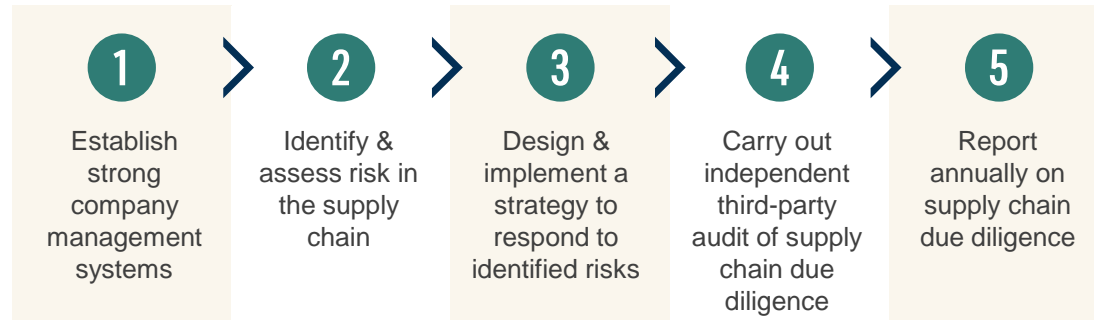 1
Establish
strong
company
management
systems
2
Identify &
assess risk in
the supply
chain
3
Design &
implement a
strategy to
respond to
identified risks
4
Carry out
independent
third-party
audit of supply
chain due
diligence
5
Report
annually on
supply chain
due diligence